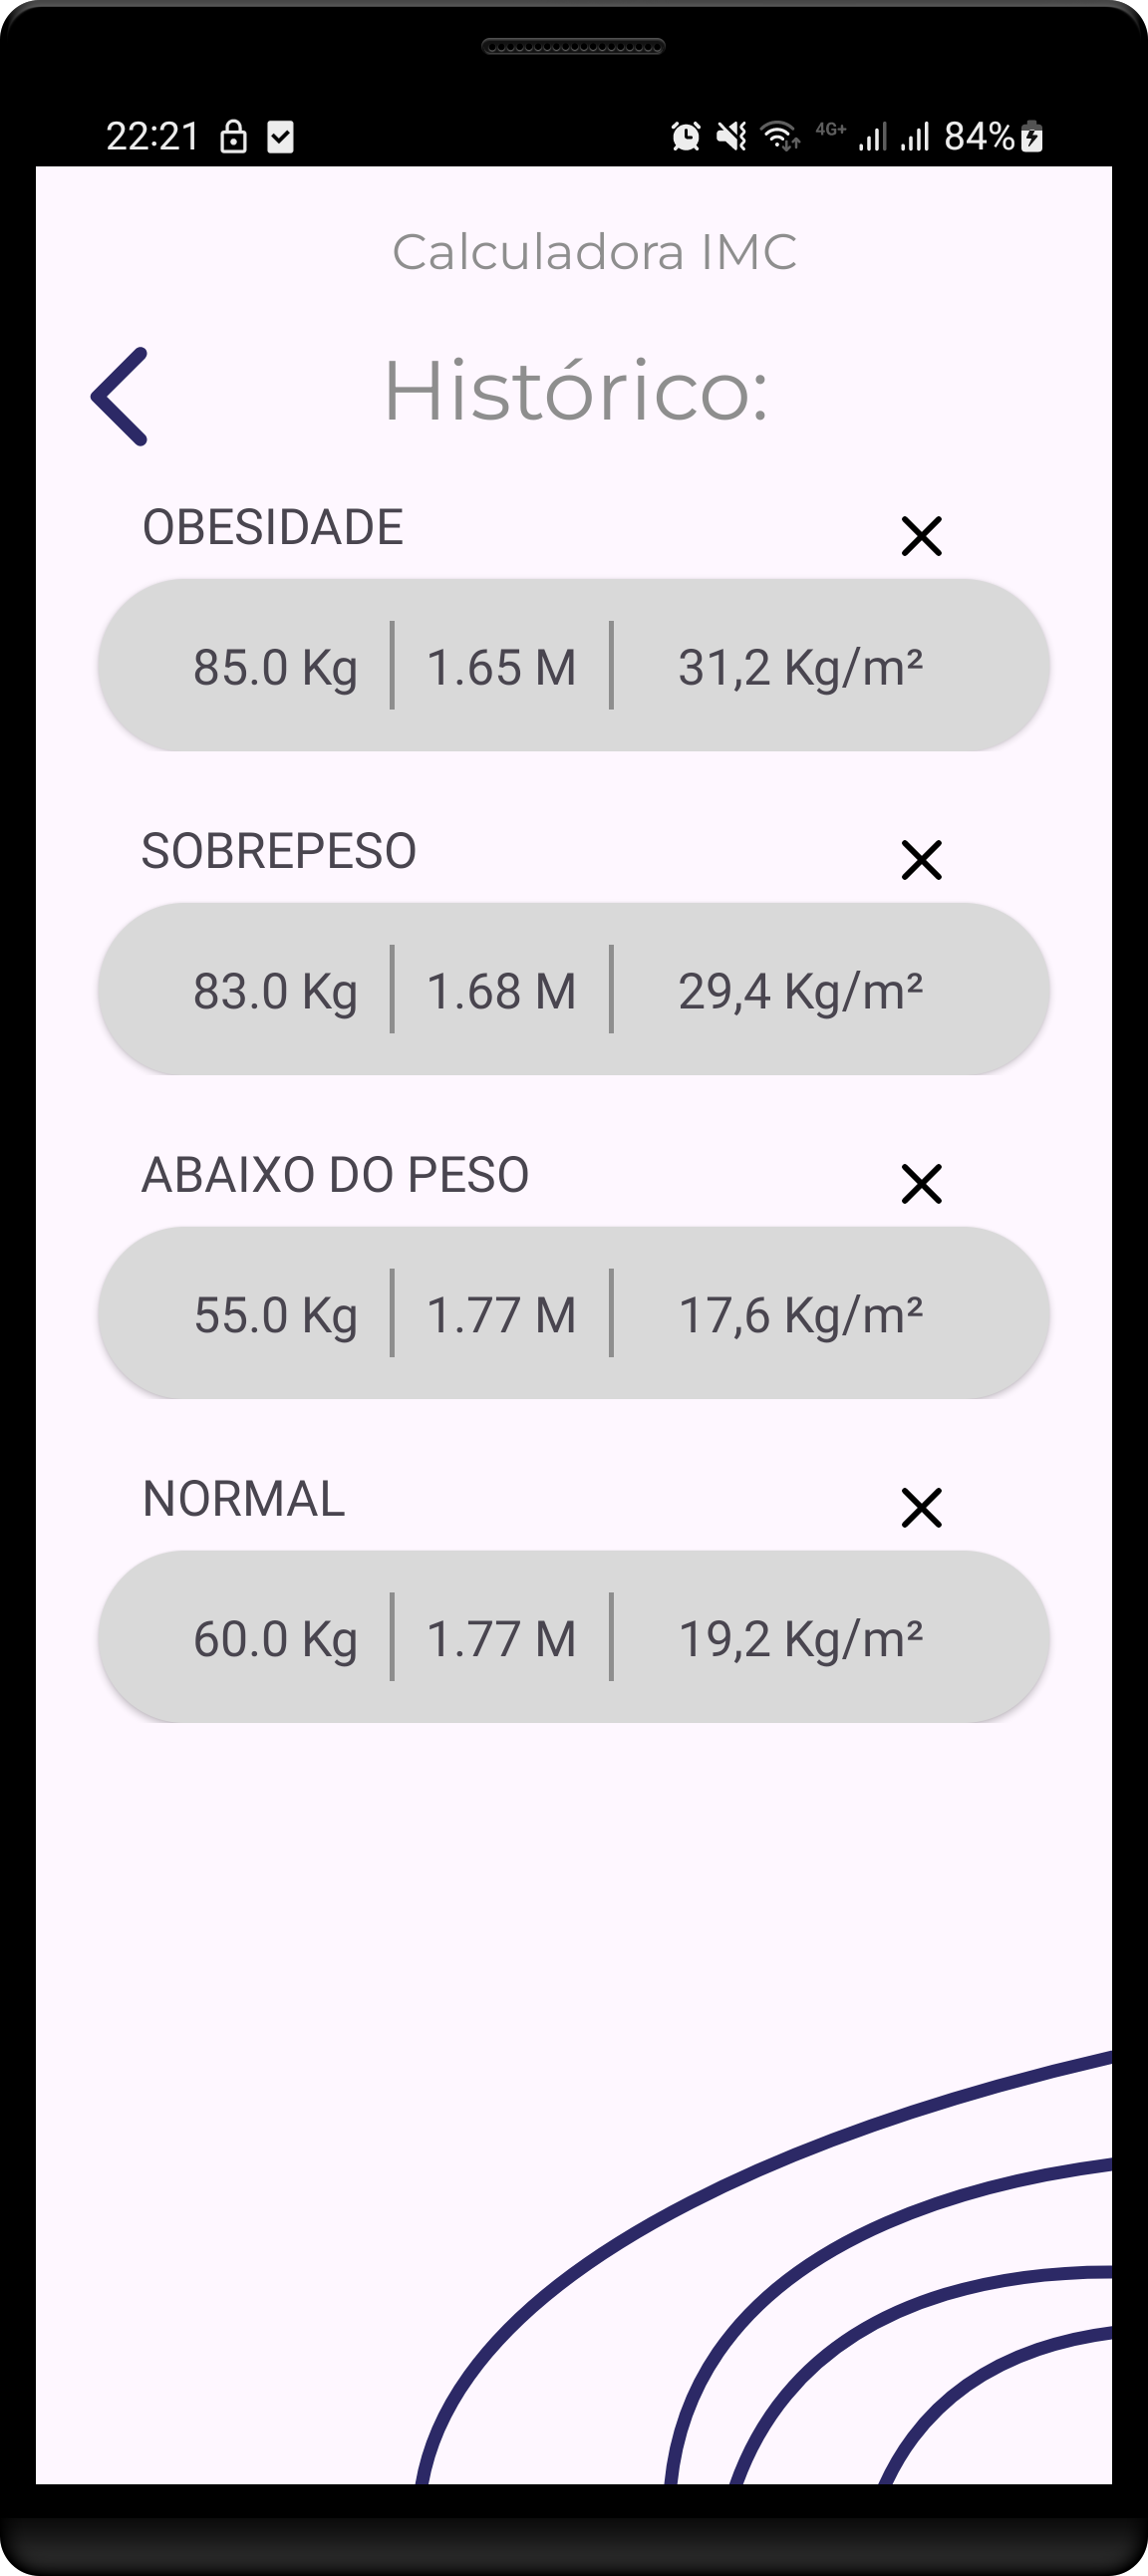 22:21 4G+ 84%
Calculadora IMC
Histórico:
OBESIDADE
85.0 Kg 1.65 M 31,2 Kg/m²
SOBREPESO
83.0 Kg 1.68 M 29,4 Kg/m²
ABAIXO DO PESO
55.0 Kg 1.77 M 17,6 Kg/m²
NORMAL
60.0 Kg 1.77 M 19,2 Kg/m²